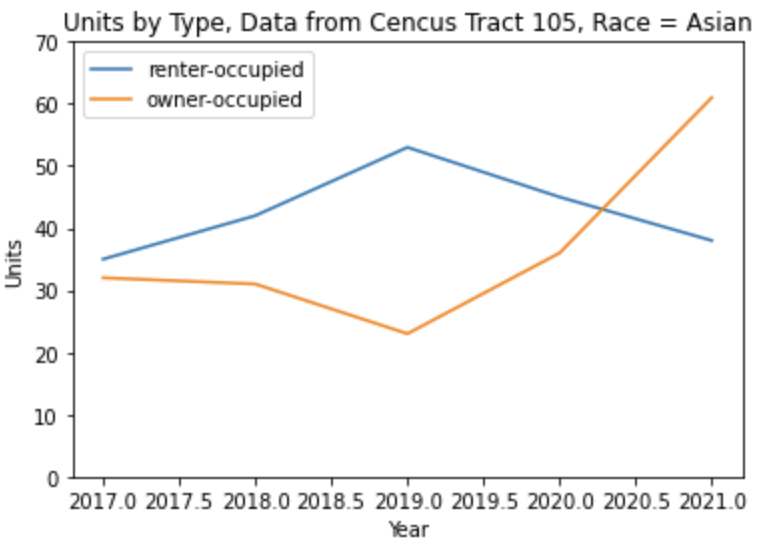 Units by Type, Data from Cencus Tract 105, Race = Asian
70
60
50
40
30
20
10
0
Units
renter-occupied
owner-occupied
2017.0 2017.5 2018.0 2018.5 2019.0 2019.5 2020.0 2020.5 2021.0
Year